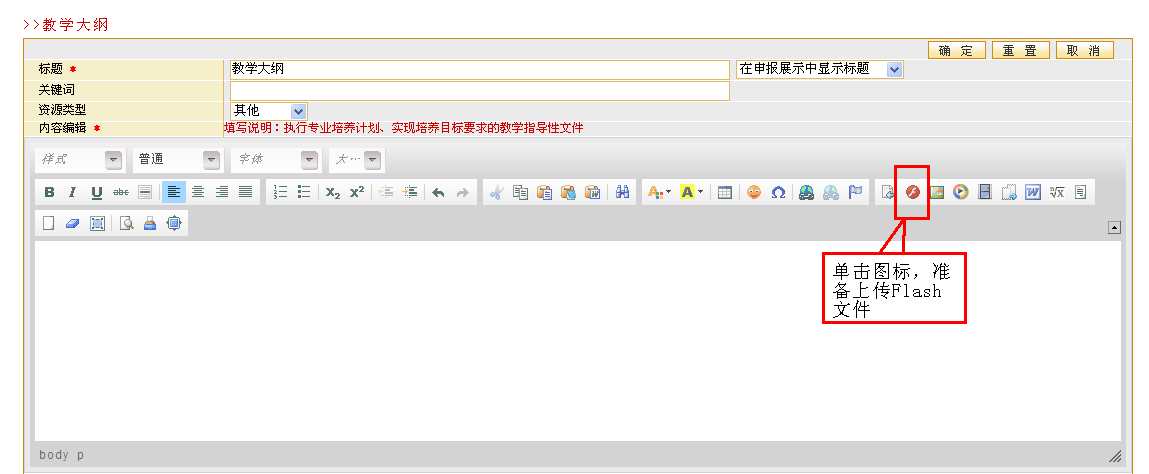 >>教学大纲
确 定 重 置 取 消
标题 * 教学大纲 在申报展示中显示标题
关键词
资源类型 其他
内容编辑 * 填写说明：执行专业培养计划、实现培养目标要求的教学指导性文件
样式 普通 字体 大…
B I U abc X₂ X² A A Ω W √x
单击图标，准
备上传Flash
文件
body p